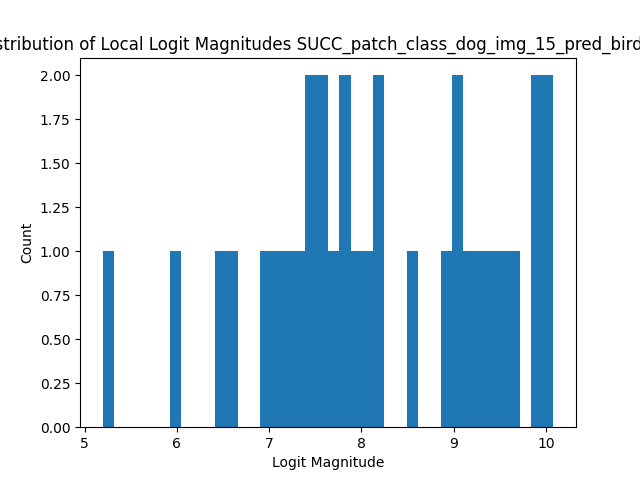 stribution of Local Logit Magnitudes SUCC_patch_class_dog_img_15_pred_bird
2.00
1.75
1.50
1.25
1.00
0.75
0.50
0.25
0.00
Count
5 6 7 8 9 10
Logit Magnitude